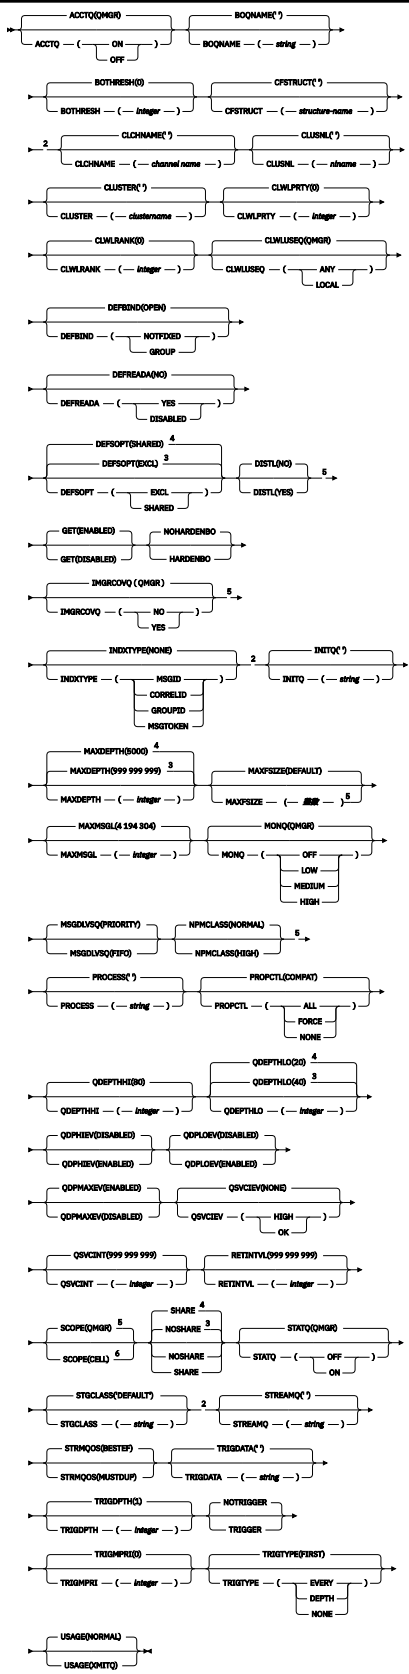 ACCTQ(QMGR) BOQNAME(' ')
ACCTQ ( ON ) BOQNAME ( string )
OFF
BOTHRESH(0) CFSTRUCT(' ')
BOTHRESH ( integer ) CFSTRUCT ( structure-name )
2 CLCHNAME(' ') CLUSNL(' ')
CLCHNAME ( channel name ) CLUSNL ( nlname )
CLUSTER(' ') CLWLPRTY(0)
CLUSTER ( clustername ) CLWLPRTY ( integer )
CLWLRANK(0) CLWLUSEQ(QMGR)
CLWLRANK ( integer ) CLWLUSEQ ( ANY )
LOCAL
DEFBIND(OPEN)
DEFBIND ( NOTFIXED )
GROUP
DEFREADA(NO)
DEFREADA ( YES )
DISABLED
DEFSOPT(SHARED) 4
DEFSOPT(EXCL) 3 DISTL(NO) 5
DEFSOPT ( EXCL ) DISTL(YES)
SHARED
GET(ENABLED) NOHARDENBO
GET(DISABLED) HARDENBO
IMGRCOVQ ( QMGR ) 5
IMGRCOVQ ( NO )
YES
INDXTYPE(NONE) 2 INITQ(' ')
INDXTYPE ( MSGID ) INITQ ( string )
CORRELID
GROUPID
MSGTOKEN
MAXDEPTH(5000) 4
MAXDEPTH(999 999 999) 3 MAXFSIZE(DEFAULT)
MAXDEPTH ( integer ) MAXFSIZE ( 整数 ) 5
MAXMSGL(4 194 304) MONQ(QMGR)
MAXMSGL ( integer ) MONQ ( OFF )
LOW
MEDIUM
HIGH
MSGDLVSQ(PRIORITY) NPMCLASS(NORMAL) 5
MSGDLVSQ(FIFO) NPMCLASS(HIGH)
PROCESS(' ') PROPCTL(COMPAT)
PROCESS ( string ) PROPCTL ( ALL )
FORCE
NONE
QDEPTHLO(20) 4
QDEPTHHI(80) QDEPTHLO(40) 3
QDEPTHHI ( integer ) QDEPTHLO ( integer )
QDPHIEV(DISABLED) QDPLOEV(DISABLED)
QDPHIEV(ENABLED) QDPLOEV(ENABLED)
QDPMAXEV(ENABLED) QSVCIEV(NONE)
QDPMAXEV(DISABLED) QSVCIEV ( HIGH )
OK
QSVCINT(999 999 999) RETINTVL(999 999 999)
QSVCINT ( integer ) RETINTVL ( integer )
SHARE 4
SCOPE(QMGR) 5 NOSHARE 3 STATQ(QMGR)
SCOPE(CELL) 6 NOSHARE STATQ ( OFF )
SHARE ON
STGCLASS('DEFAULT') 2 STREAMQ(' ')
STGCLASS ( string ) STREAMQ ( string )
STRMQOS(BESTEF) TRIGDATA(' ')
STRMQOS(MUSTDUP) TRIGDATA ( string )
TRIGDPTH(1) NOTRIGGER
TRIGDPTH ( integer ) TRIGGER
TRIGMPRI(0) TRIGTYPE(FIRST)
TRIGMPRI ( integer ) TRIGTYPE ( EVERY )
DEPTH
NONE
USAGE(NORMAL)
USAGE(XMITQ)